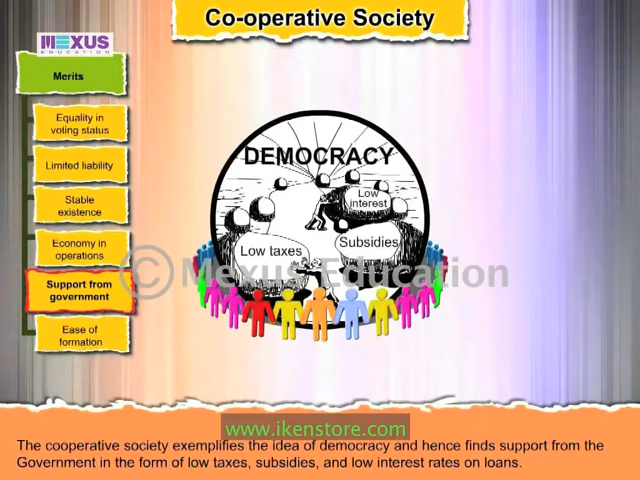 Co-operative Society
MEXUS
EDUCATION
Merits
Equality in
voting status
Limited liability
Stable
existence
Economy in
operations
Support from
government
Ease of
formation
DEMOCRACY
Low
interest
Low taxes
Subsidies
© Mexus Education
www.ikenstore.com
The cooperative society exemplifies the idea of democracy and hence finds support from the
Government in the form of low taxes, subsidies, and low interest rates on loans.